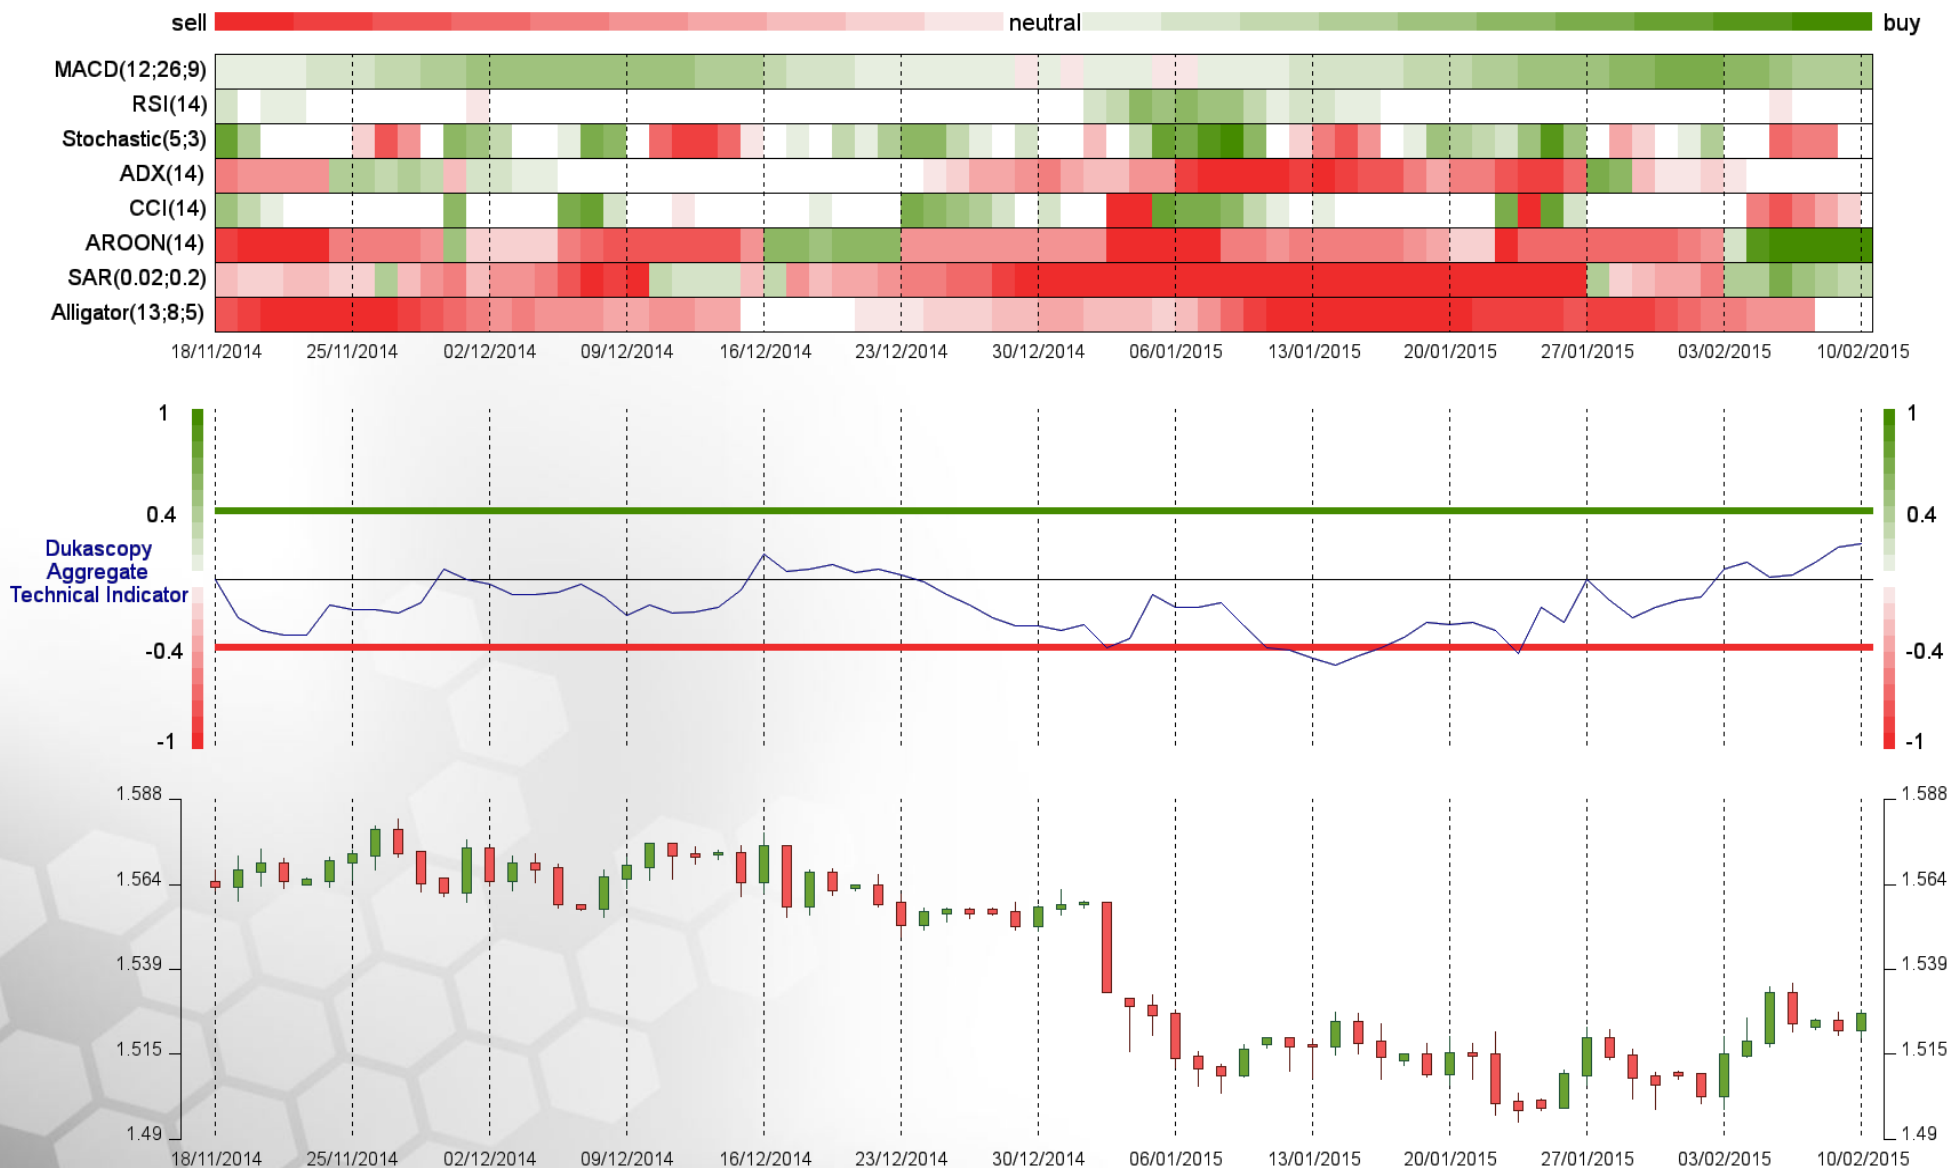 sell neutral buy
MACD(12;26;9)
RSI(14)
Stochastic(5;3)
ADX(14)
CCI(14)
AROON(14)
SAR(0.02;0.2)
Alligator(13;8;5)
18/11/2014 25/11/2014 02/12/2014 09/12/2014 16/12/2014 23/12/2014 30/12/2014 06/01/2015 13/01/2015 20/01/2015 27/01/2015 03/02/2015 10/02/2015
1 1
0.4 0.4
Dukascopy
Aggregate
Technical Indicator
-0.4 -0.4
-1 -1
1.588 1.588
1.564 1.564
1.539 1.539
1.515 1.515
1.49 1.49
18/11/2014 25/11/2014 02/12/2014 09/12/2014 16/12/2014 23/12/2014 30/12/2014 06/01/2015 13/01/2015 20/01/2015 27/01/2015 03/02/2015 10/02/2015